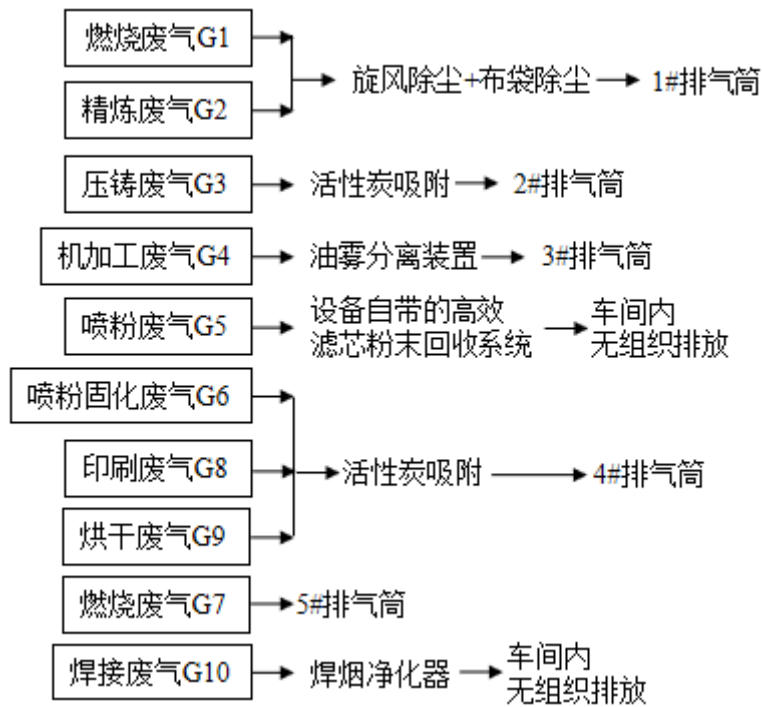 燃烧废气G1
精炼废气G2
旋风除尘+布袋除尘
1#排气筒
压铸废气G3
活性炭吸附
2#排气筒
机加工废气G4
油雾分离装置
3#排气筒
喷粉废气G5
设备自带的高效
滤芯粉末回收系统
车间内
无组织排放
喷粉固化废气G6
印刷废气G8
烘干废气G9
活性炭吸附
4#排气筒
燃烧废气G7
5#排气筒
焊接废气G10
焊烟净化器
车间内
无组织排放